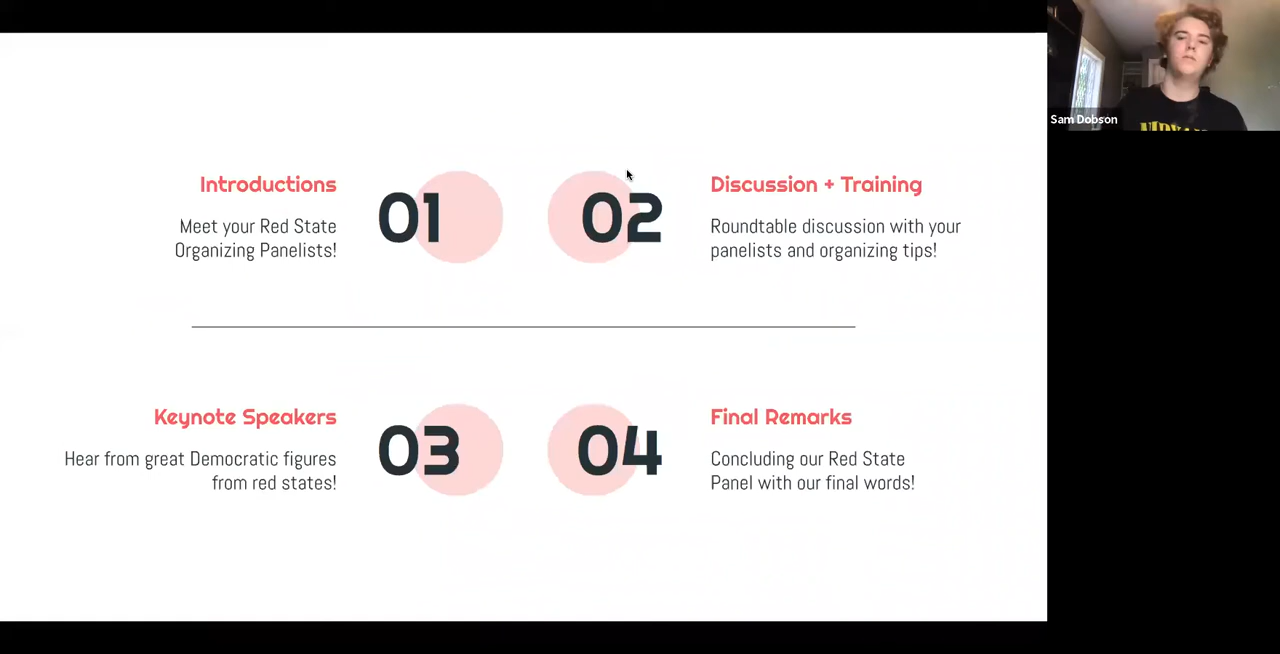 Introductions
Meet your Red State
Organizing Panelists!
01
02
Discussion + Training
Roundtable discussion with your
panelists and organizing tips!
Keynote Speakers
Hear from great Democratic figures
from red states!
03
04
Final Remarks
Concluding our Red State
Panel with our final words!
Sam Dobson